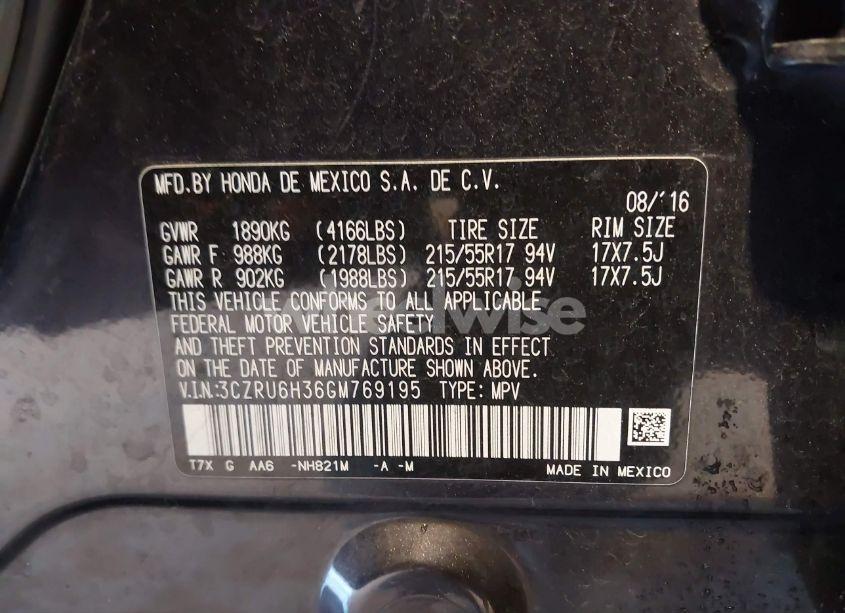 MFD.BY HONDA DE MEXICO S.A. DE C.V.
08/'16
GVWR 1890KG (4166LBS) TIRE SIZE RIM SIZE
GAWR F 988KG (2178LBS) 215/55R17 94V 17X7.5J
GAWR R 902KG (1988LBS) 215/55R17 94V 17X7.5J
THIS VEHICLE CONFORMS TO ALL APPLICABLE
FEDERAL MOTOR VEHICLE SAFETY
AND THEFT PREVENTION STANDARDS IN EFFECT
ON THE DATE OF MANUFACTURE SHOWN ABOVE.
V.I.N:3CZRU6H36GM769195 TYPE: MPV
T7X G AA6 -NH821M -A -M MADE IN MEXICO